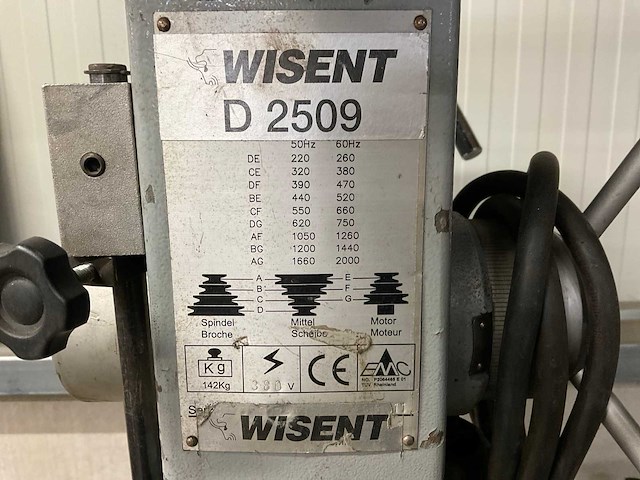 WISENT
D 2509
50Hz 60Hz
DE 220 260
CE 320 380
DF 390 470
BE 440 520
CF 550 660
DG 620 750
AF 1050 1260
BG 1200 1440
AG 1660 2000
A E
B F
C G
D
Spindel Mittel Motor
Broche Scheibe Moteur
Kg CE EMC
142Kg 380 V TÜV Rheinland
WISENT